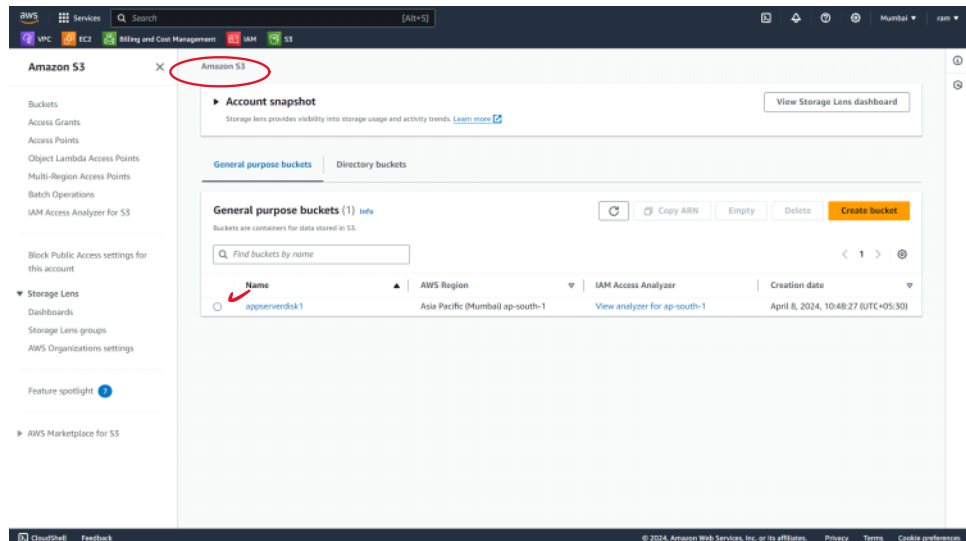 aws
Services
Search
[Alt+S]
Mumbai
ram
VPC
EC2
Billing and Cost Management
IAM
S3
Amazon S3
Buckets
Access Grants
Access Points
Object Lambda Access Points
Multi-Region Access Points
Batch Operations
IAM Access Analyzer for S3
Block Public Access settings for
this account
Storage Lens
Dashboards
Storage Lens groups
AWS Organizations settings
Feature spotlight 7
AWS Marketplace for S3
Amazon S3
Account snapshot
View Storage Lens dashboard
Storage lens provides visibility into storage usage and activity trends. Learn more
General purpose buckets
Directory buckets
General purpose buckets (1) Info
Copy ARN
Empty
Delete
Create bucket
Buckets are containers for data stored in S3.
Find buckets by name
1
Name
AWS Region
IAM Access Analyzer
Creation date
appserverdisk1
Asia Pacific (Mumbai) ap-south-1
View analyzer for ap-south-1
April 8, 2024, 10:48:27 (UTC+05:30)
CloudShell
Feedback
© 2024, Amazon Web Services, Inc. or its affiliates.
Privacy
Terms
Cookie preferences